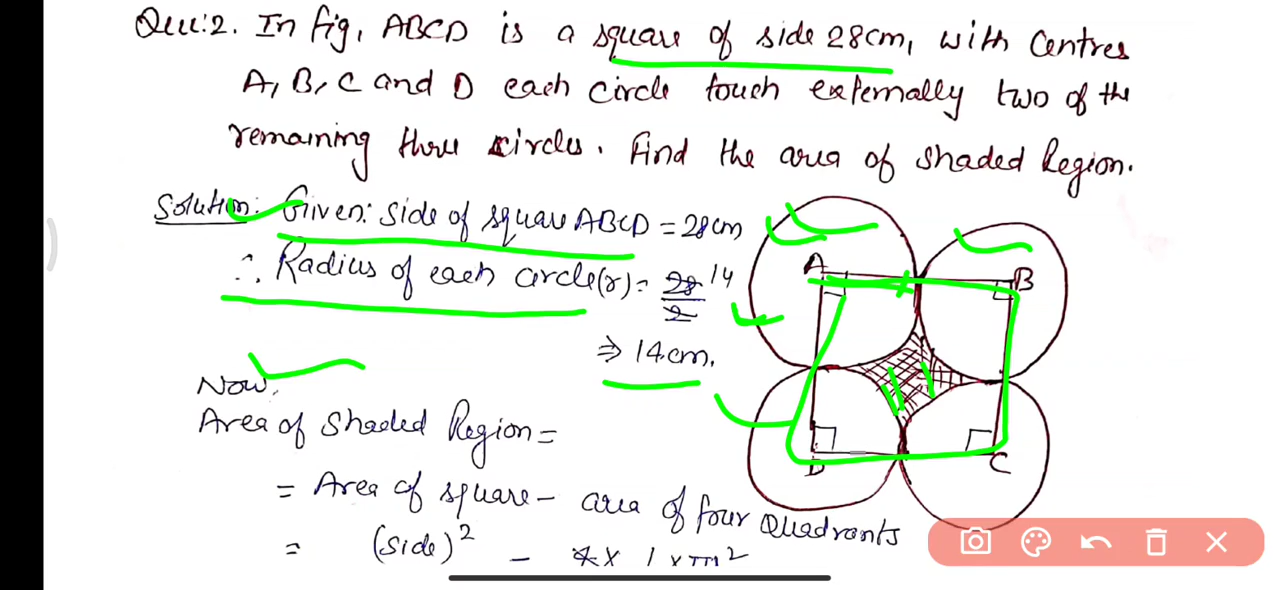 Que:2. In fig, ABCD is a square of side 28cm, with Centres
A, B, C and D each circle touch externally two of the
remaining three circles. Find the area of shaded Region.
Solution: Given: Side of square ABCD = 28cm
∴ Radius of each circle(r) = 28/2 14
⇒ 14cm.
Now,
Area of Shaded Region =
= Area of square - area of four Quadrants
= (side)² - 4 × 1 × πr²
A
B
D
C